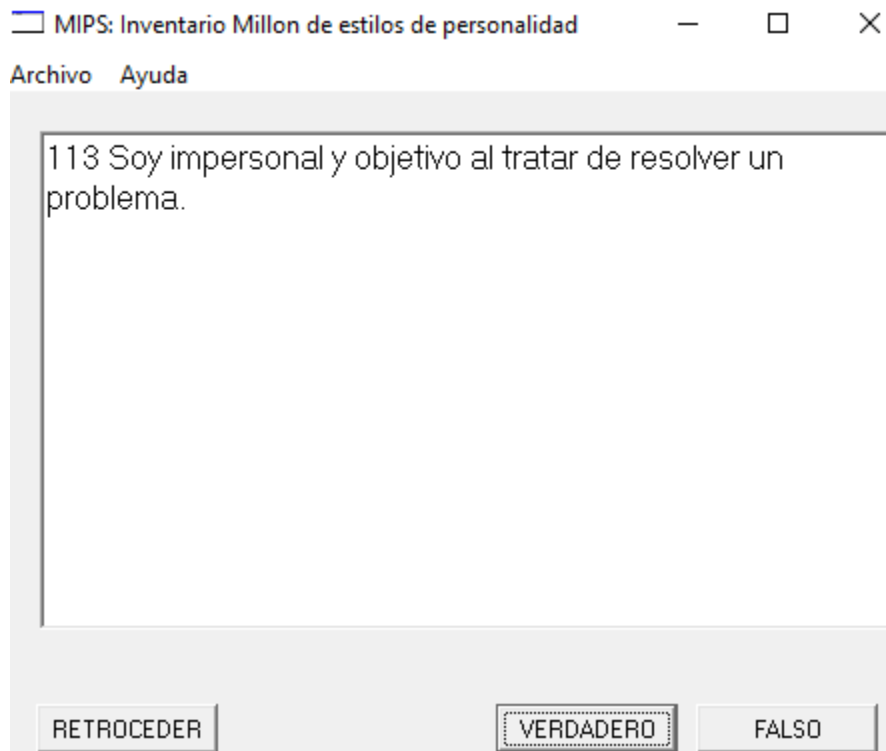 MIPS: Inventario Millon de estilos de personalidad
Archivo Ayuda
113 Soy impersonal y objetivo al tratar de resolver un
problema.
RETROCEDER VERDADERO FALSO